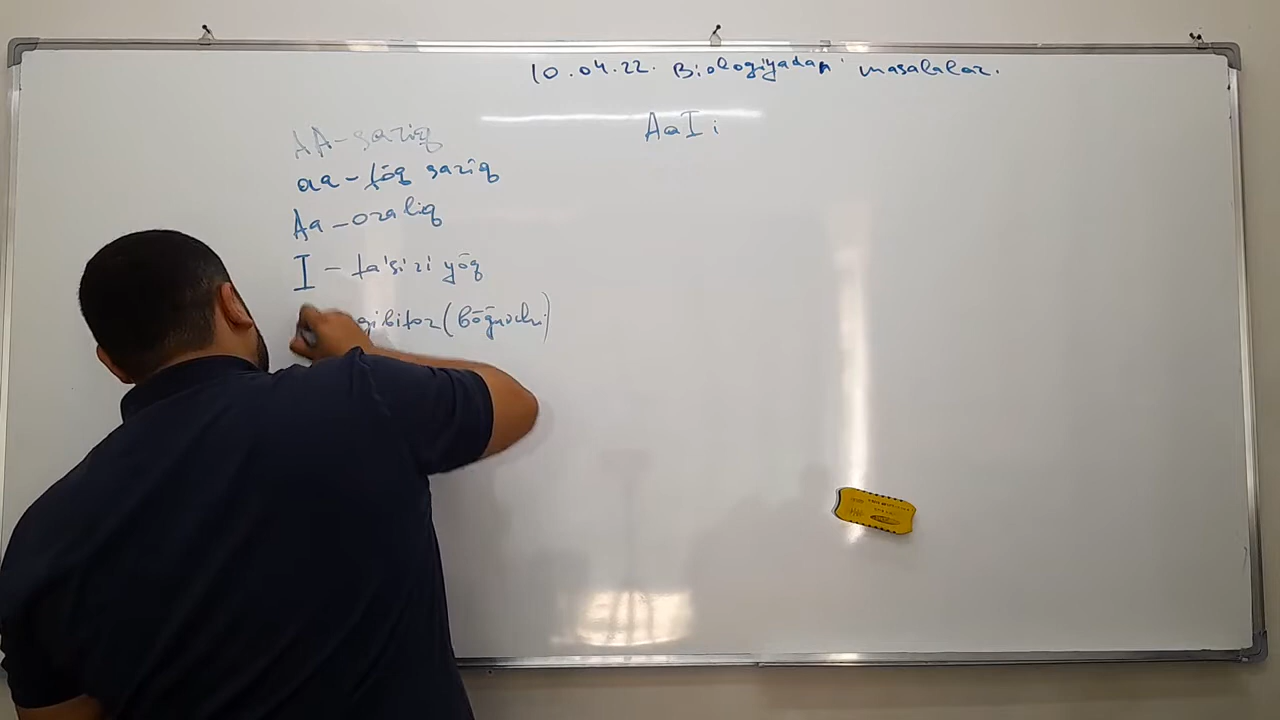 10.04.22. Biologiyadan masalalar.
AaIi
AA - sariq
aa - to'q sariq
Aa - oraliq
I - ta'siri yo'q
(bo'g'uvchi)